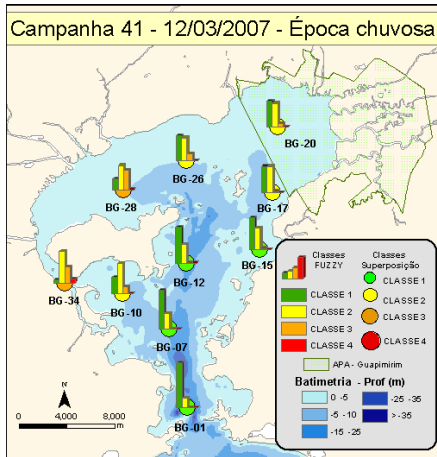 Campanha 41 - 12/03/2007 - Época chuvosa
BG-20
BG-26
BG-28
BG-17
BG-15
BG-12
BG-34
BG-10
BG-07
BG-01
N
0 4,000 8,000
m
Classes FUZZY
Classes Superposição
CLASSE 1
CLASSE 2
CLASSE 3
CLASSE 4
CLASSE 1
CLASSE 2
CLASSE 3
CLASSE 4
APA - Guapimirim
Batimetria - Prof (m)
0 -5
-5 -10
-15 -25
-25 -35
>-35